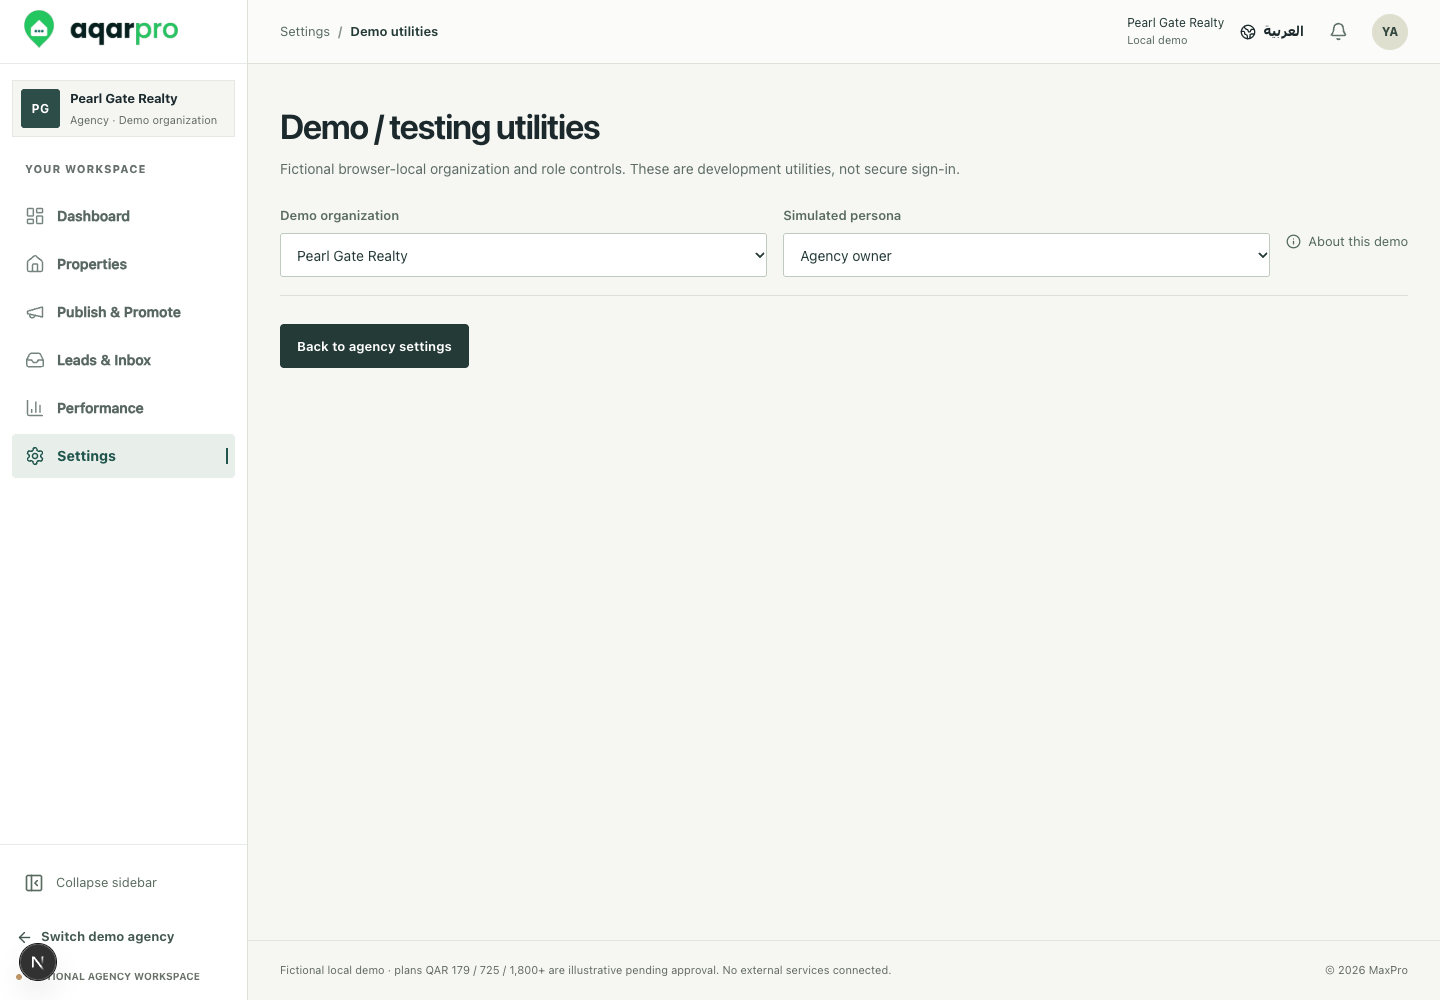 aqarpro
PG
Pearl Gate Realty
Agency · Demo organization
YOUR WORKSPACE
Dashboard
Properties
Publish & Promote
Leads & Inbox
Performance
Settings
Collapse sidebar
Switch demo agency
N
AGENCY WORKSPACE
Settings / Demo utilities
Pearl Gate Realty
Local demo
العربية
YA
Demo / testing utilities
Fictional browser-local organization and role controls. These are development utilities, not secure sign-in.
Demo organization
Pearl Gate Realty
Simulated persona
Agency owner
About this demo
Back to agency settings
Fictional local demo · plans QAR 179 / 725 / 1,800+ are illustrative pending approval. No external services connected.
© 2026 MaxPro